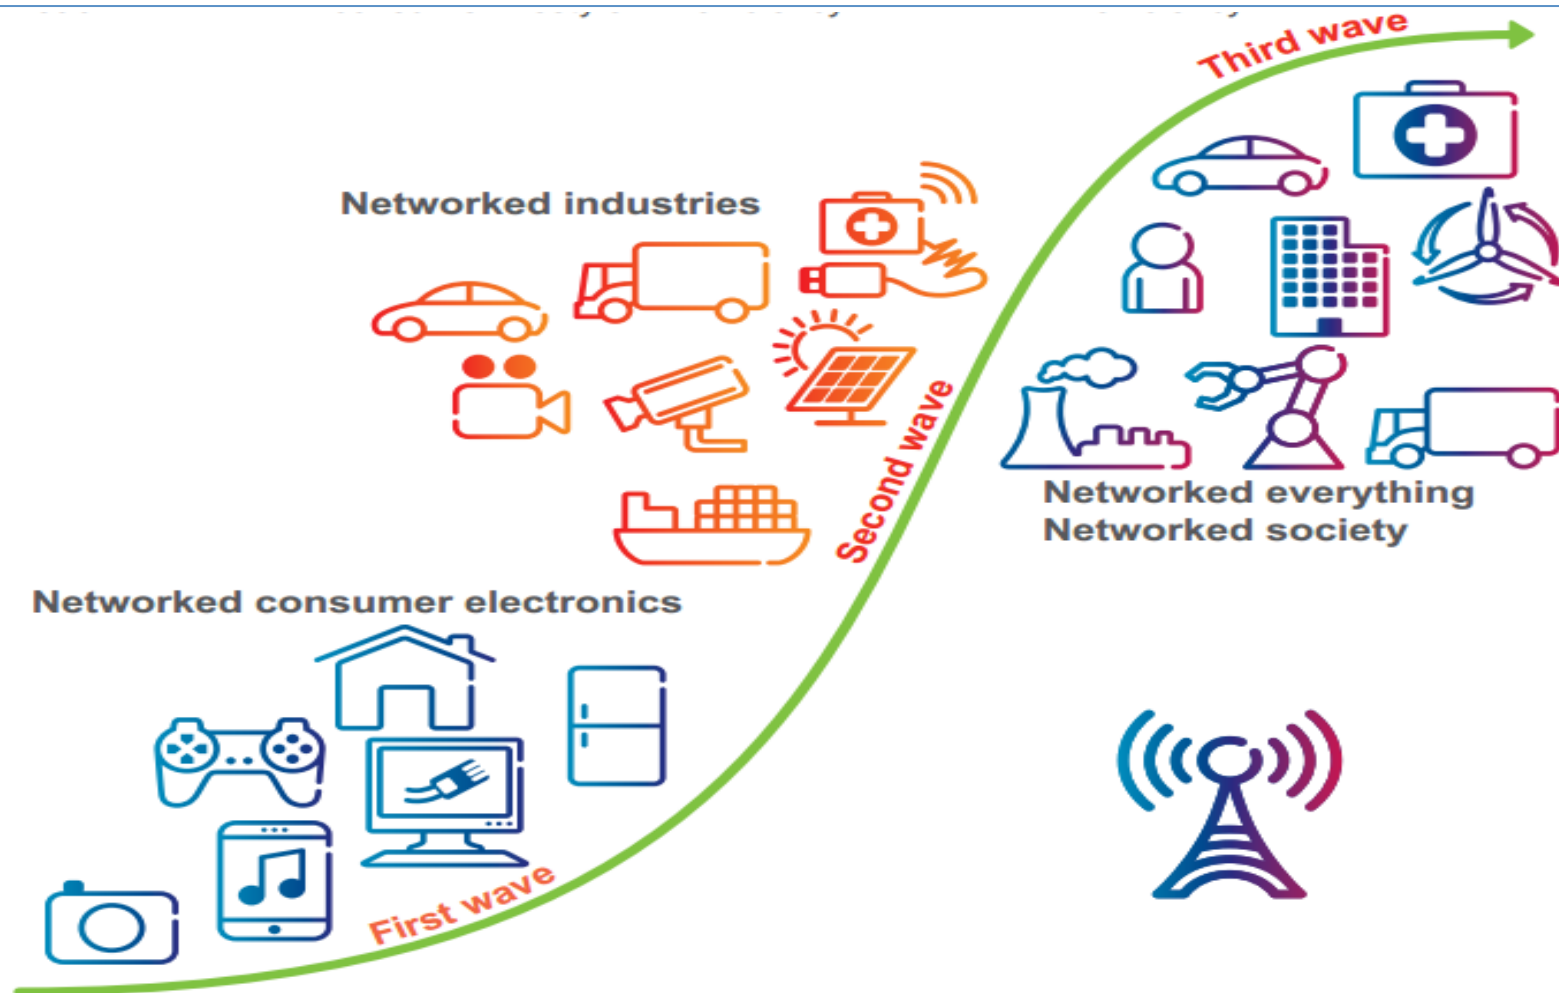 Third wave
Networked industries
Second wave
Networked everything
Networked society
Networked consumer electronics
First wave